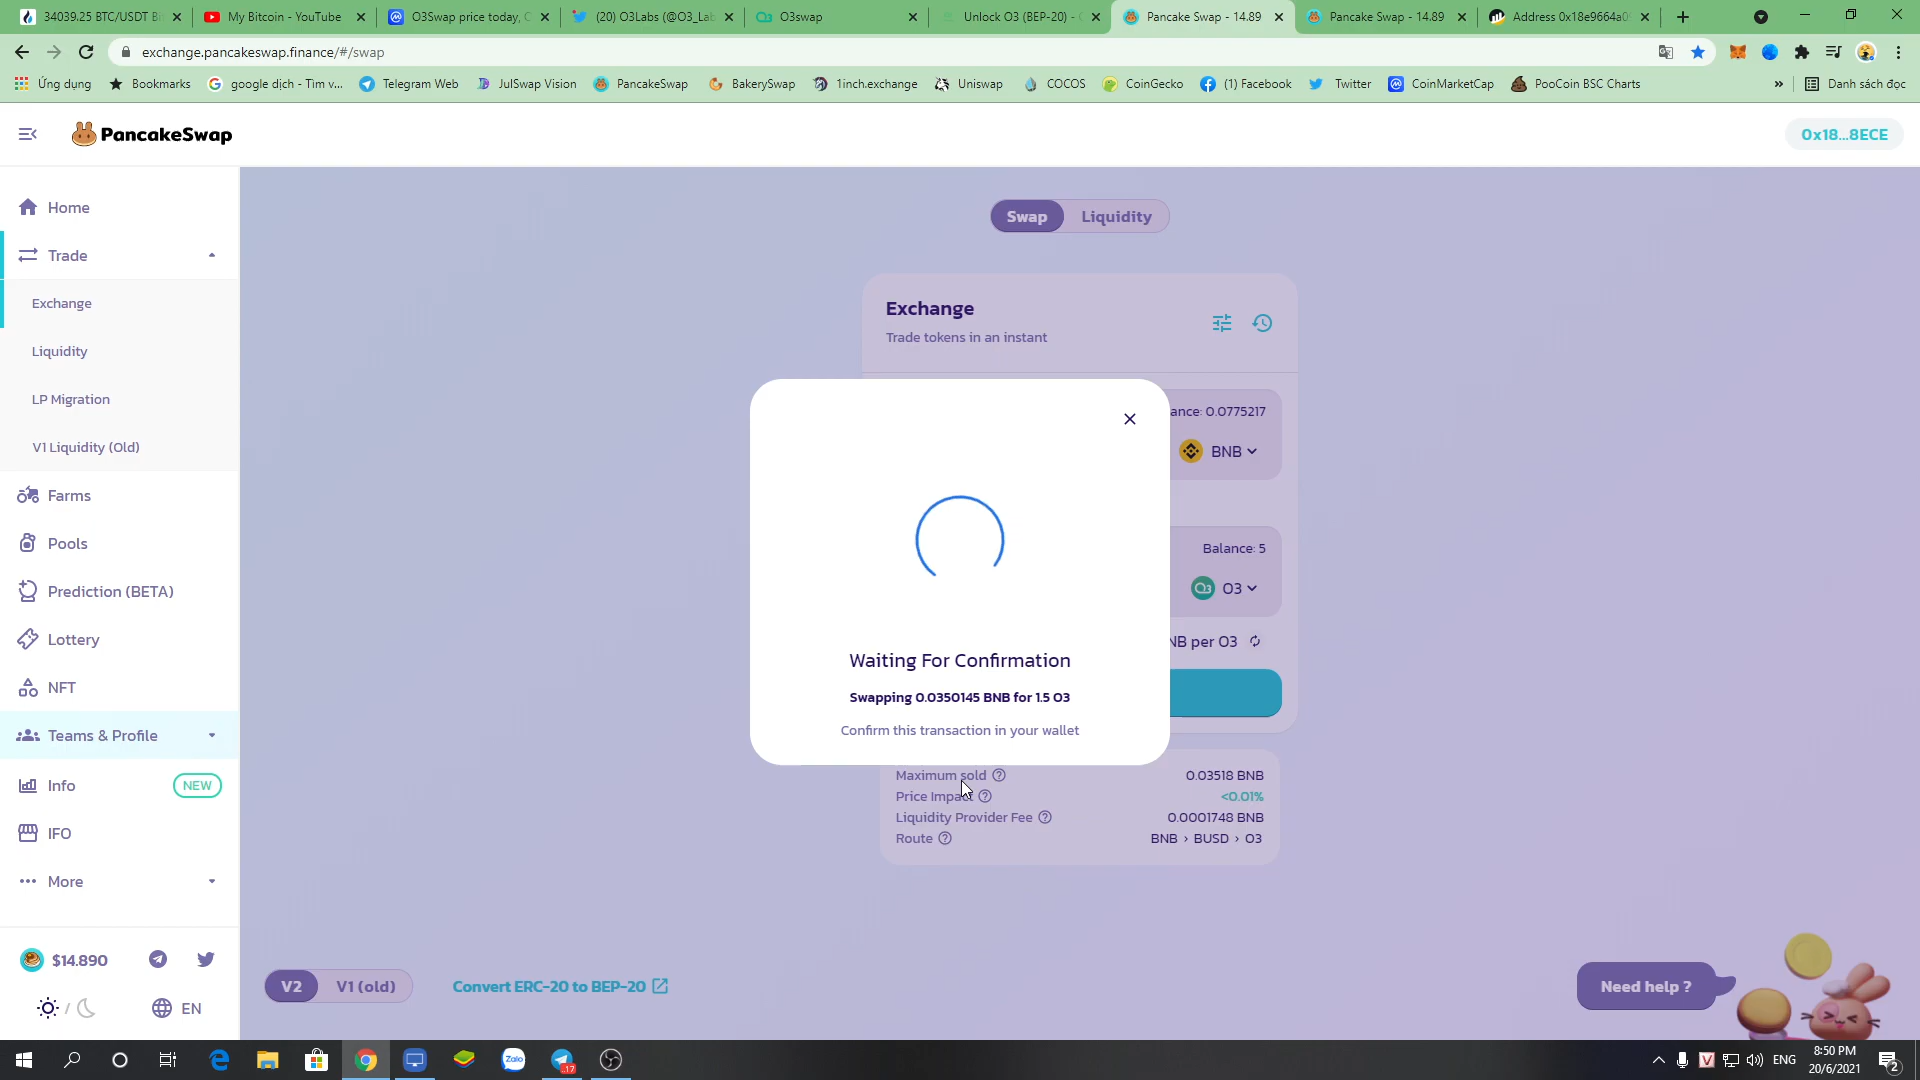 34039.25 BTC/USDT Bi
My Bitcoin - YouTube
O3Swap price today, C
(20) O3Labs (@O3_Lab
O3swap
Unlock O3 (BEP-20) - C
Pancake Swap - 14.89
Pancake Swap - 14.89
Address 0x18e9664a0
exchange.pancakeswap.finance/#/swap
Ứng dụng
Bookmarks
google dịch - Tìm v...
Telegram Web
JulSwap Vision
PancakeSwap
BakerySwap
1inch.exchange
Uniswap
COCOS
CoinGecko
(1) Facebook
Twitter
CoinMarketCap
PooCoin BSC Charts
»
Danh sách đọc
PancakeSwap
0x18...8ECE
Home
Trade
Exchange
Liquidity
LP Migration
V1 Liquidity (Old)
Farms
Pools
Prediction (BETA)
Lottery
NFT
Teams & Profile
Info
NEW
IFO
More
$14.890
/
EN
Swap
Liquidity
Exchange
Trade tokens in an instant
ance: 0.0775217
BNB
Balance: 5
O3
NB per O3
Waiting For Confirmation
Swapping 0.0350145 BNB for 1.5 O3
Confirm this transaction in your wallet
Maximum sold
0.03518 BNB
Price Impact
<0.01%
Liquidity Provider Fee
0.0001748 BNB
Route
BNB > BUSD > O3
V2
V1 (old)
Convert ERC-20 to BEP-20
Need help ?
Zalo
..17
V
ENG
8:50 PM
20/6/2021
2